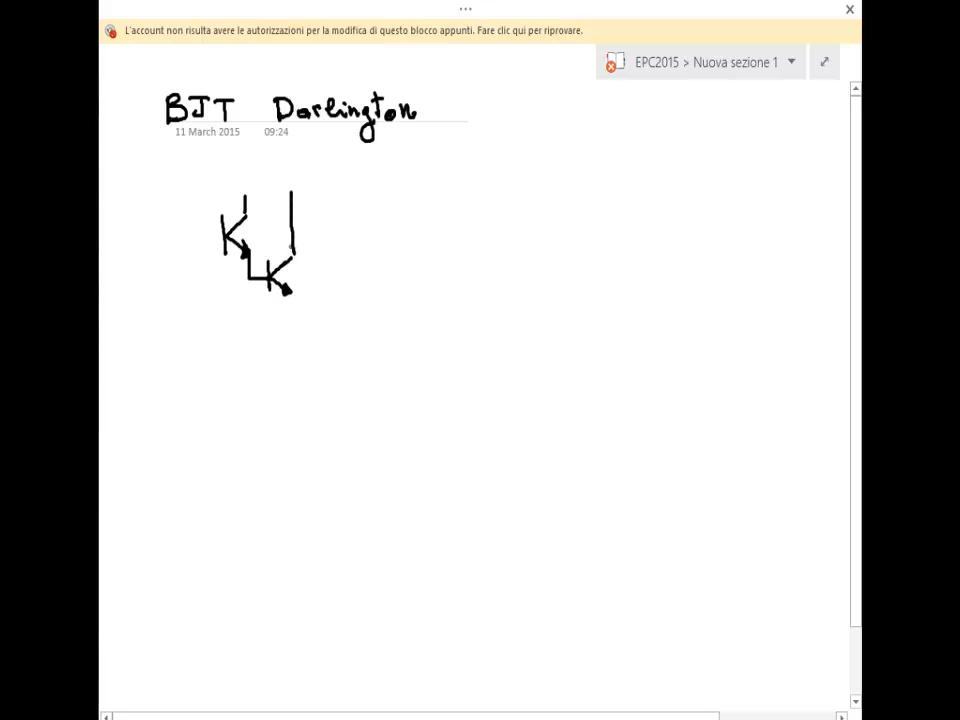 ...
L'account non risulta avere le autorizzazioni per la modifica di questo blocco appunti. Fare clic qui per riprovare.
EPC2015 > Nuova sezione 1
BJT Darlington
11 March 2015 09:24